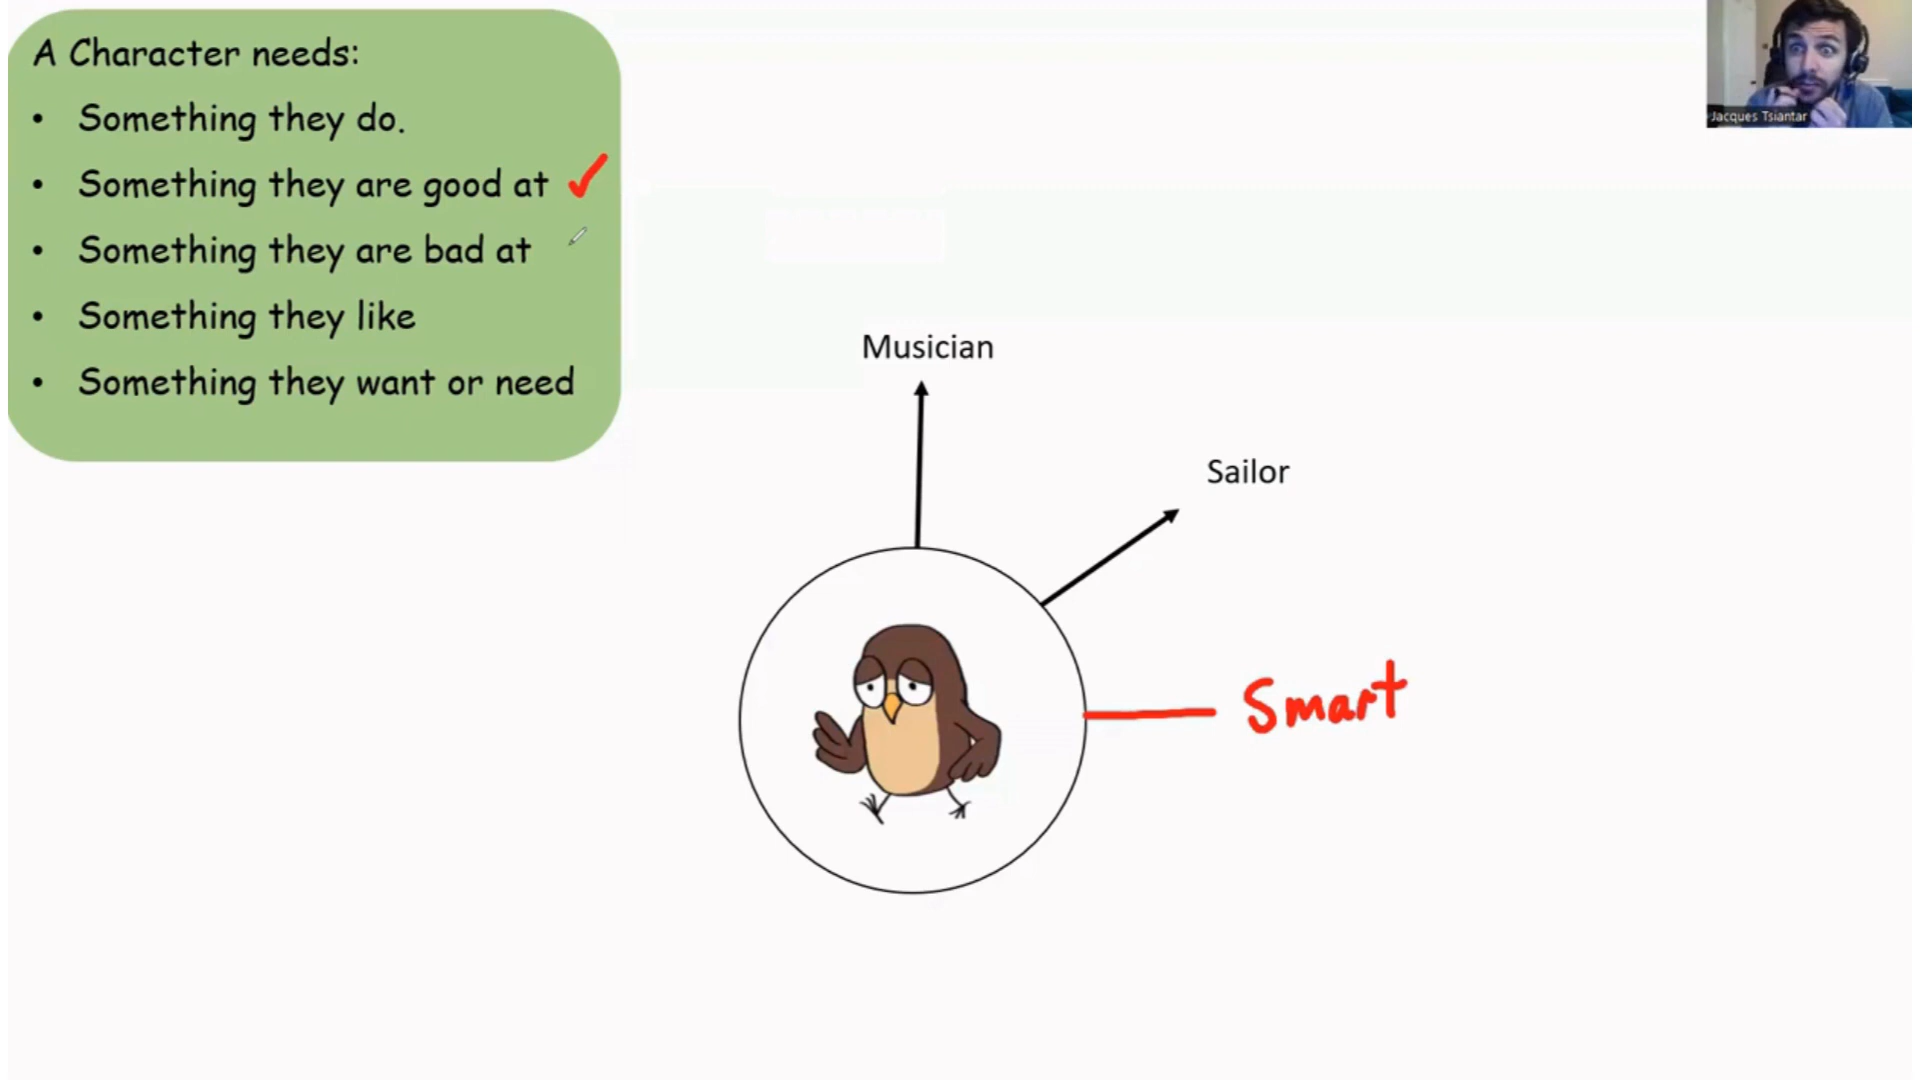 A Character needs:
• Something they do.
• Something they are good at
• Something they are bad at
• Something they like
• Something they want or need
Jacques Tsiantar
Musician
Sailor
Smart